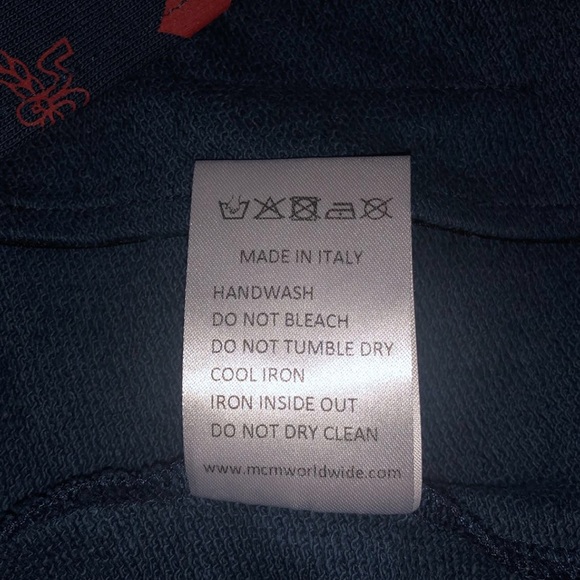 MADE IN ITALY
HANDWASH
DO NOT BLEACH
DO NOT TUMBLE DRY
COOL IRON
IRON INSIDE OUT
DO NOT DRY CLEAN
www.mcmworldwide.com